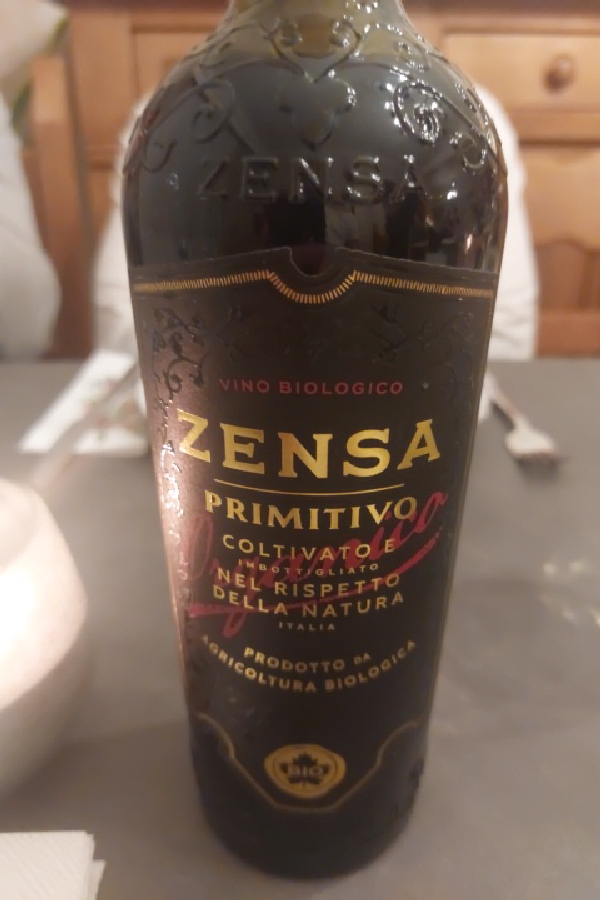 ZENSA
VINO BIOLOGICO
ZENSA
PRIMITIVO
Organico
COLTIVATO E
IMBOTTIGLIATO
NEL RISPETTO
DELLA NATURA
ITALIA
PRODOTTO DA
AGRICOLTURA BIOLOGICA
BIO